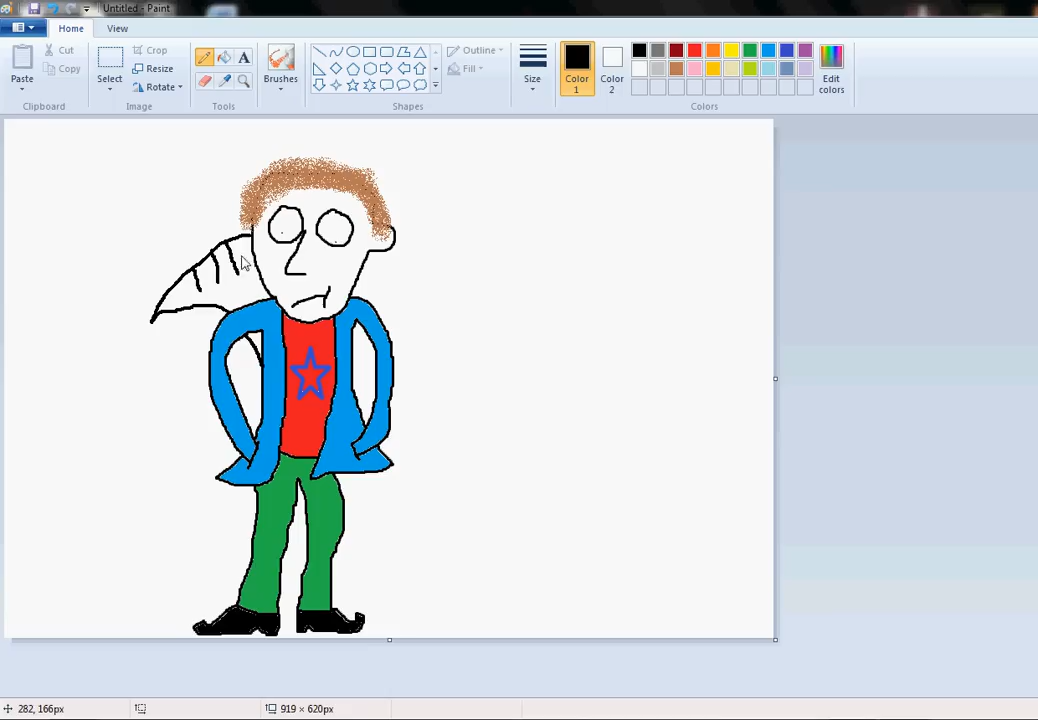 Untitled - Paint
Home View
Paste
Cut
Copy
Clipboard
Select
Crop
Resize
Rotate
Image
A
Tools
Brushes
Outline
Fill
Shapes
Size
Color 1
Color 2
Edit colors
Colors
282, 166px
919 × 620px